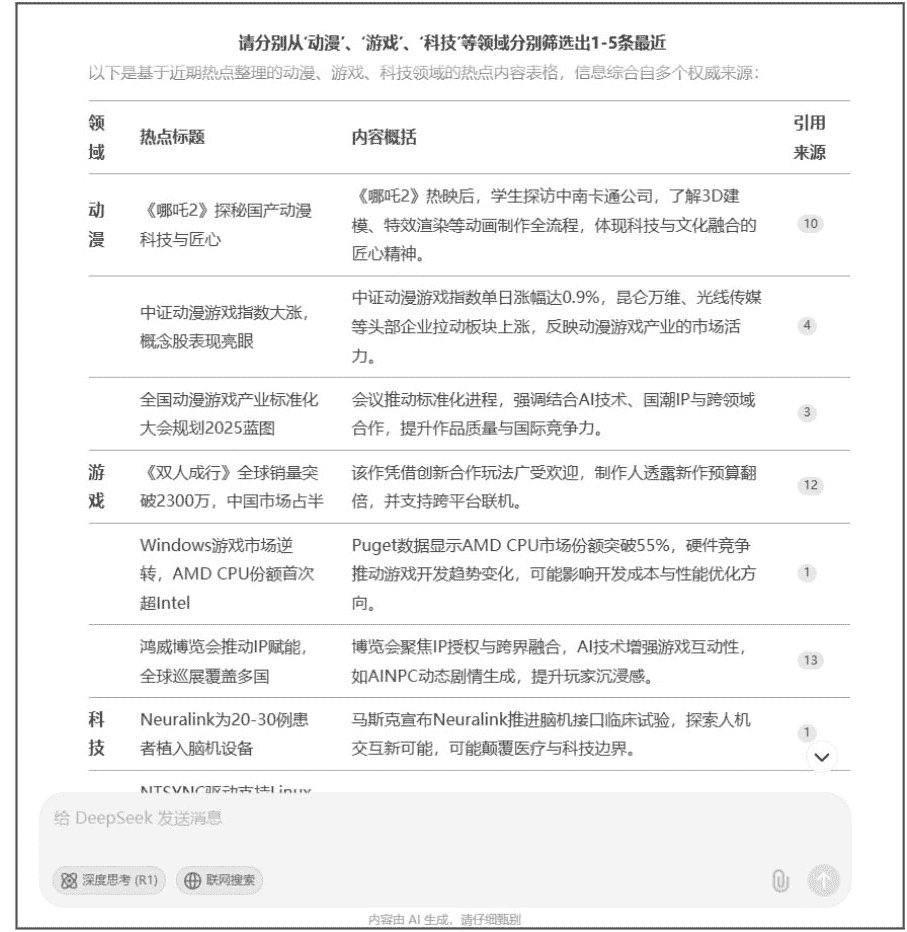 请分别从‘动漫’、‘游戏’、‘科技’等领域分别筛选出1-5条最近
以下是基于近期热点整理的动漫、游戏、科技领域的热点内容表格，信息综合自多个权威来源：
领域 热点标题 内容概括 引用来源
动漫
《哪吒2》探秘国产动漫
科技与匠心
《哪吒2》热映后，学生探访中南卡通公司，了解3D建
模、特效渲染等动画制作全流程，体现科技与文化融合的
匠心精神。
10
中证动漫游戏指数大涨，
概念股表现亮眼
中证动漫游戏指数单日涨幅达0.9%，昆仑万维、光线传媒
等头部企业拉动板块上涨，反映动漫游戏产业的市场活
力。
4
全国动漫游戏产业标准化
大会规划2025蓝图
会议推动标准化进程，强调结合AI技术、国潮IP与跨领域
合作，提升作品质量与国际竞争力。
3
游戏
《双人成行》全球销量突
破2300万，中国市场占半
该作凭借创新合作玩法广受欢迎，制作人透露新作预算翻
倍，并支持跨平台联机。
12
Windows游戏市场逆
转，AMD CPU份额首次
超Intel
Puget数据显示AMD CPU市场份额突破55%，硬件竞争
推动游戏开发趋势变化，可能影响开发成本与性能优化方
向。
1
鸿威博览会推动IP赋能，
全球巡展覆盖多国
博览会聚焦IP授权与跨界融合，AI技术增强游戏互动性，
如AINPC动态剧情生成，提升玩家沉浸感。
13
科技
Neuralink为20-30例患
者植入脑机设备
马斯克宣布Neuralink推进脑机接口临床试验，探索人机
交互新可能，可能颠覆医疗与科技边界。
1
NTSYNC驱动支持Linux
给 DeepSeek 发送消息
深度思考 (R1) 联网搜索
内容由 AI 生成，请仔细甄别